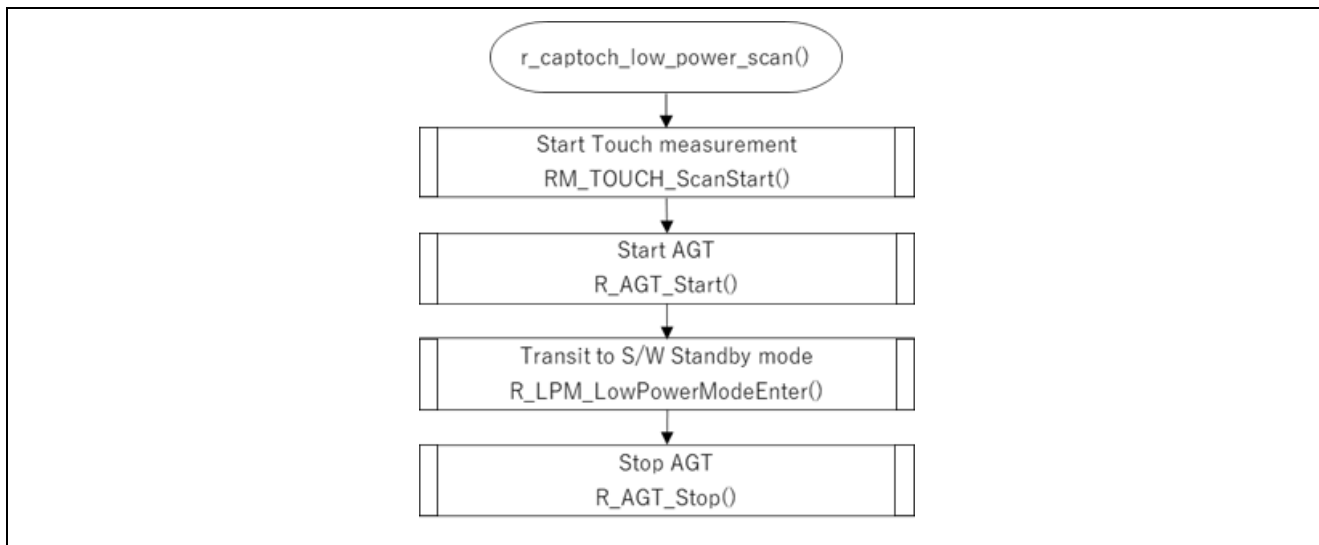 r_captoch_low_power_scan()
Start Touch measurement
RM_TOUCH_ScanStart()
Start AGT
R_AGT_Start()
Transit to S/W Standby mode
R_LPM_LowPowerModeEnter()
Stop AGT
R_AGT_Stop()